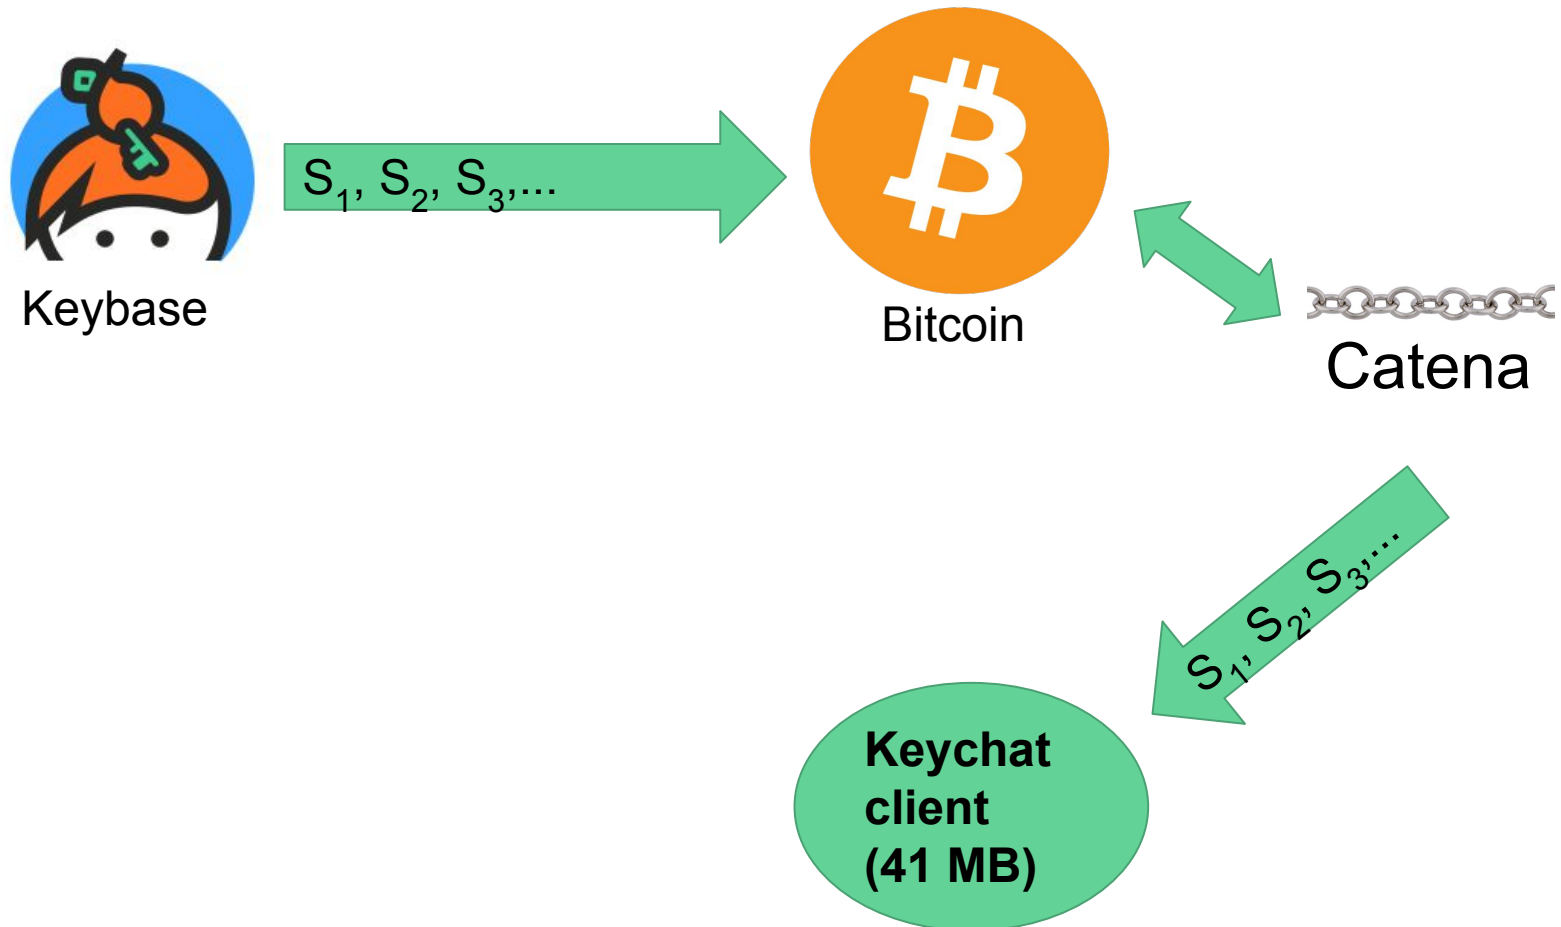 S₁, S₂, S₃,...
Keybase
Bitcoin
Catena
S₁, S₂, S₃,...
Keychat
client
(41 MB)